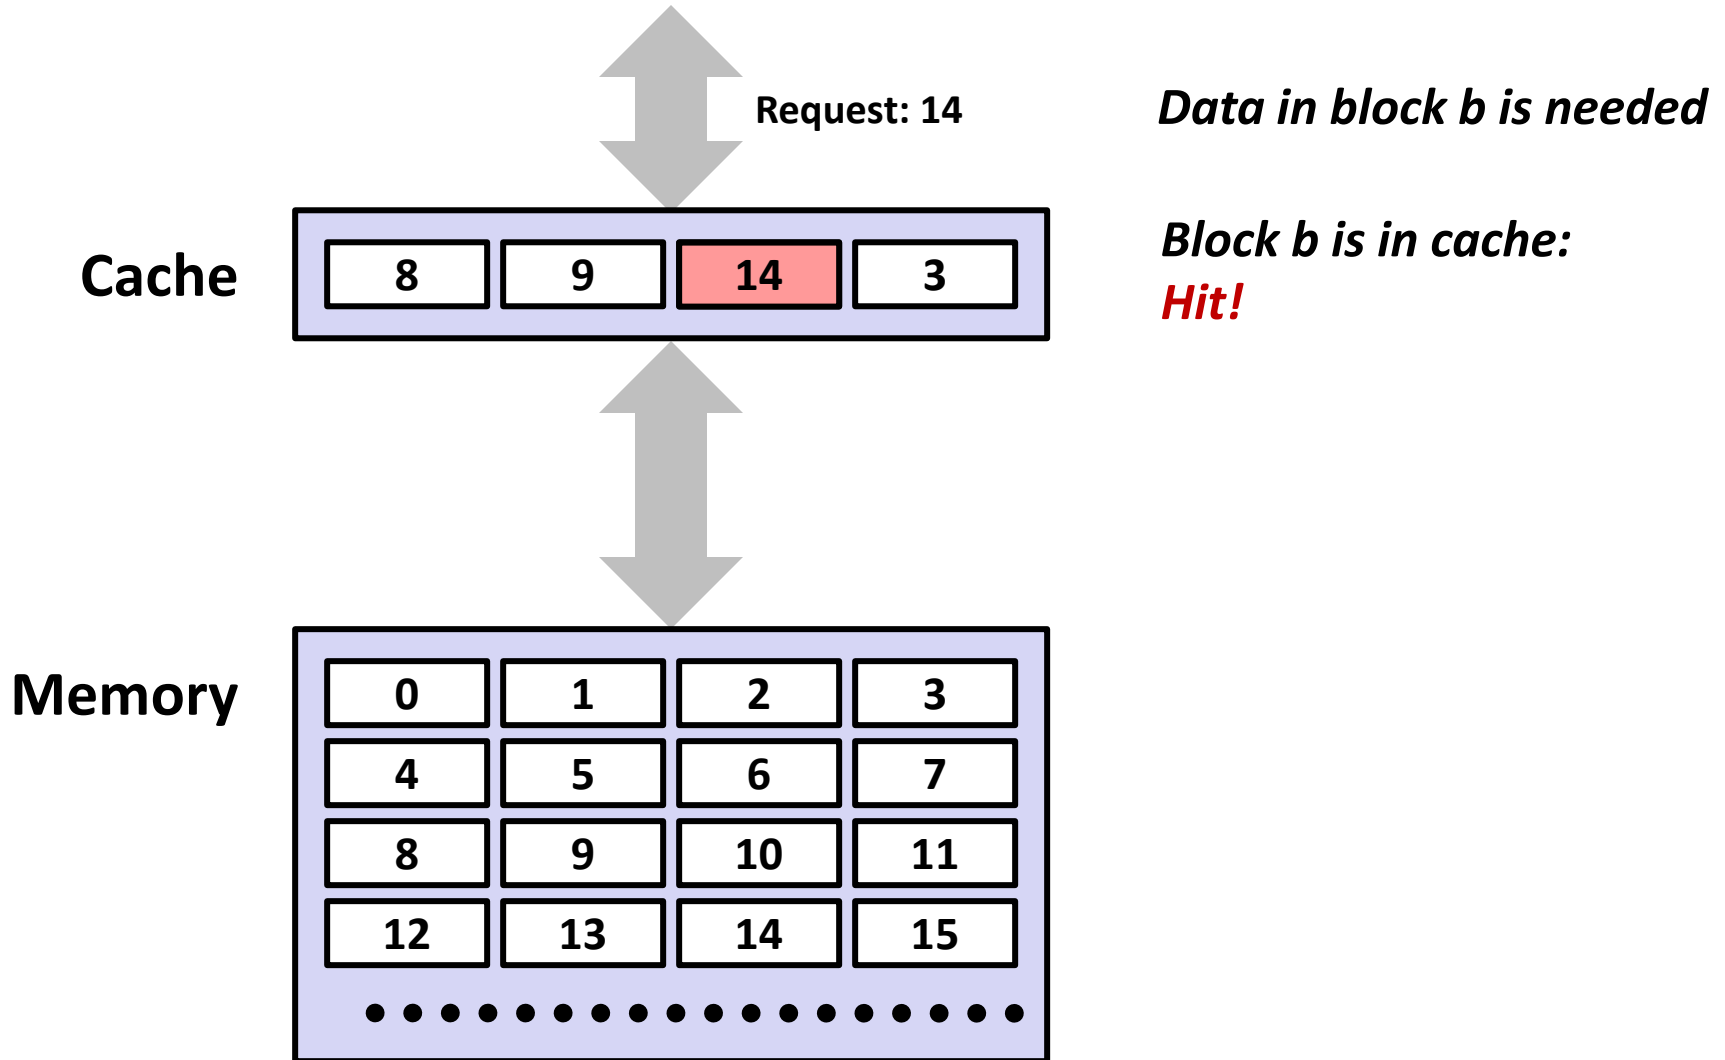 Request: 14
Data in block b is needed
Cache
8 9 14 3
Block b is in cache:
Hit!
Memory
0 1 2 3
4 5 6 7
8 9 10 11
12 13 14 15